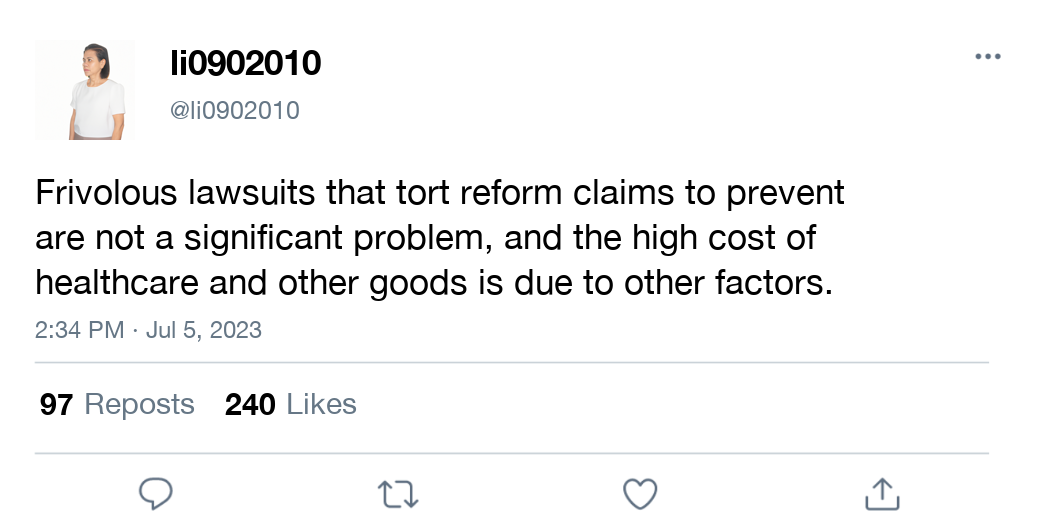 li0902010
@li0902010
Frivolous lawsuits that tort reform claims to prevent
are not a significant problem, and the high cost of
healthcare and other goods is due to other factors.
2:34 PM · Jul 5, 2023
97 Reposts 240 Likes